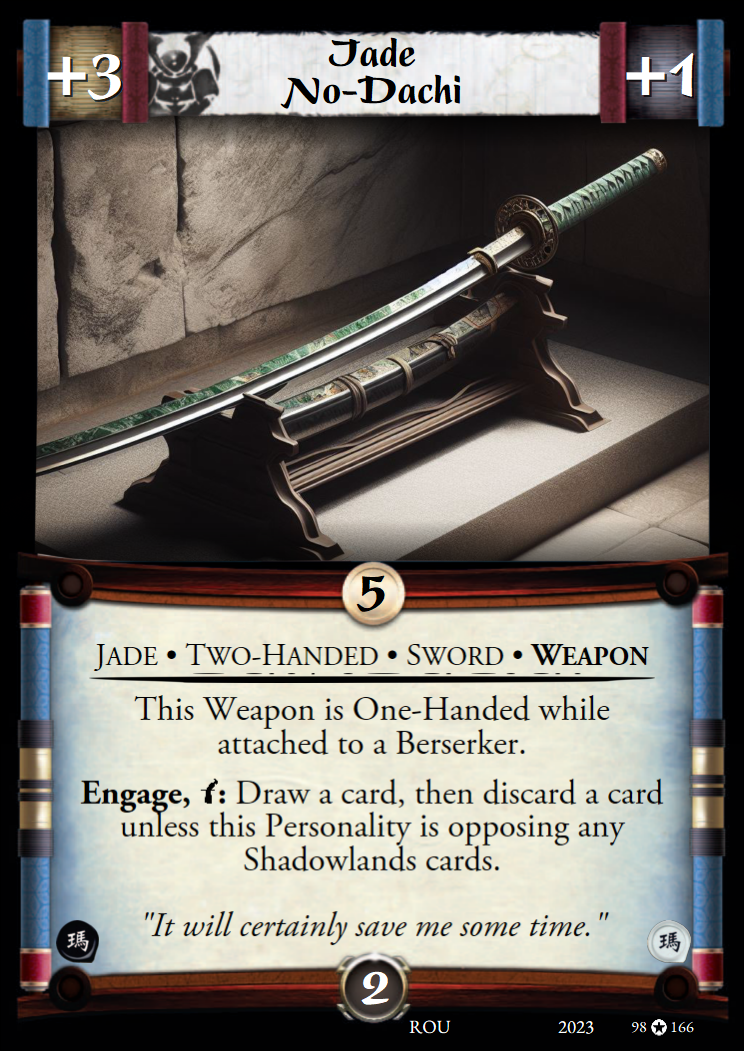 +3
Jade
No-Dachi
+1
5
Jade • Two-Handed • Sword • Weapon
This Weapon is One-Handed while
attached to a Berserker.
Engage, : Draw a card, then discard a card
unless this Personality is opposing any
Shadowlands cards.
"It will certainly save me some time."
瑪
瑪
2
ROU
2023
98 ✪ 166